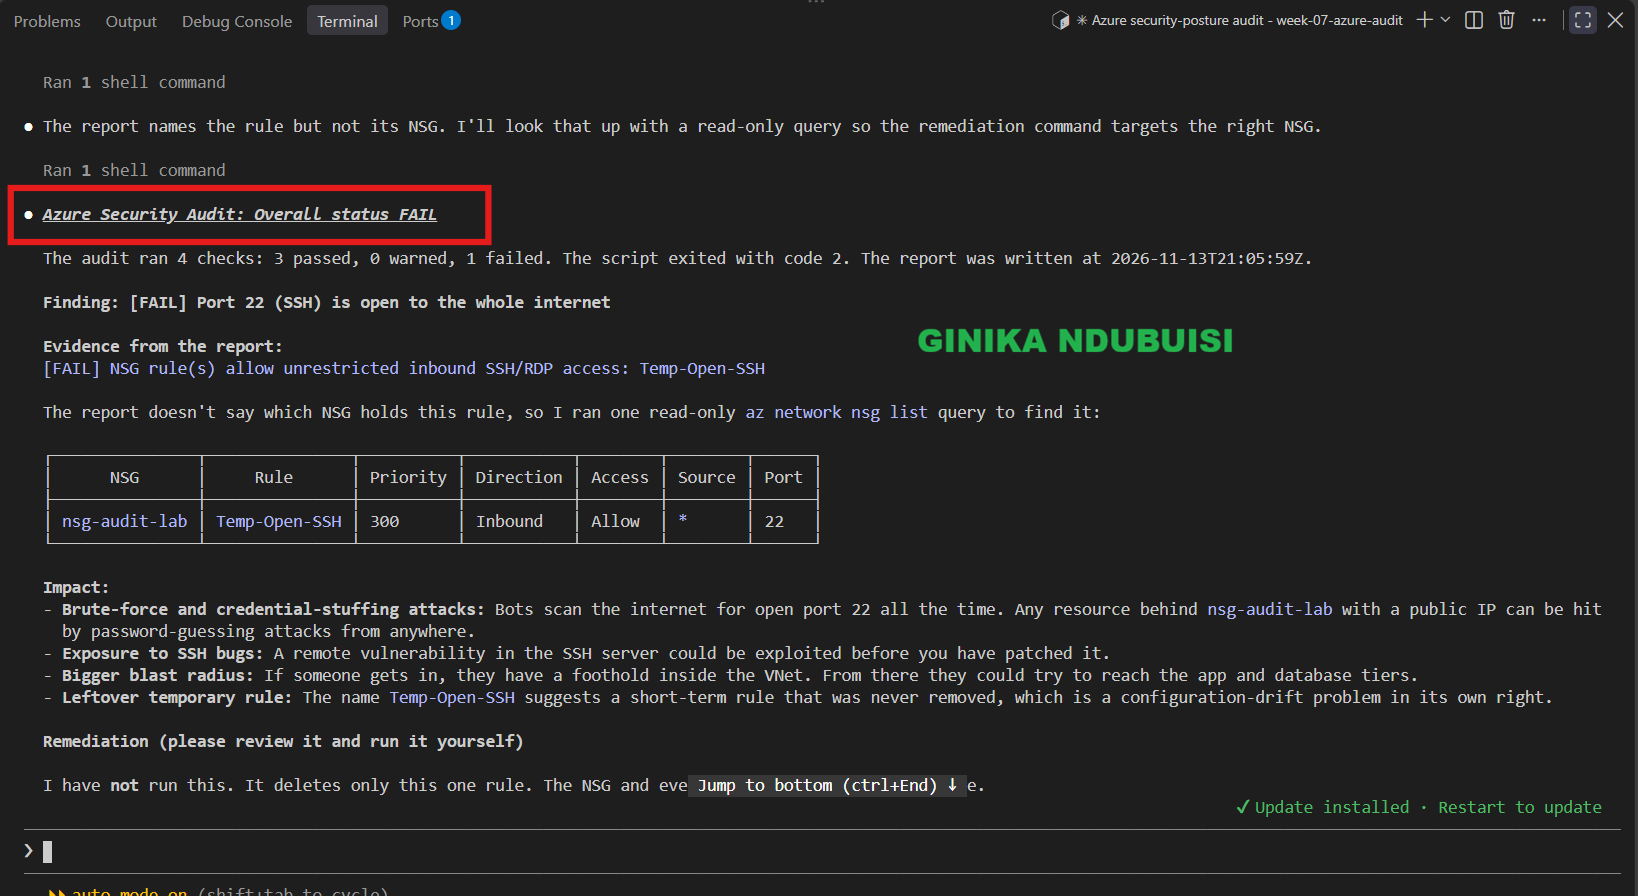 Problems Output Debug Console Terminal Ports 1
✳ Azure security-posture audit - week-07-azure-audit
Ran 1 shell command
● The report names the rule but not its NSG. I'll look that up with a read-only query so the remediation command targets the right NSG.
Ran 1 shell command
● Azure Security Audit: Overall status FAIL
The audit ran 4 checks: 3 passed, 0 warned, 1 failed. The script exited with code 2. The report was written at 2026-11-13T21:05:59Z.
Finding: [FAIL] Port 22 (SSH) is open to the whole internet
GINIKA NDUBUISI
Evidence from the report:
[FAIL] NSG rule(s) allow unrestricted inbound SSH/RDP access: Temp-Open-SSH
The report doesn't say which NSG holds this rule, so I ran one read-only az network nsg list query to find it:
NSG Rule Priority Direction Access Source Port
nsg-audit-lab Temp-Open-SSH 300 Inbound Allow * 22
Impact:
- Brute-force and credential-stuffing attacks: Bots scan the internet for open port 22 all the time. Any resource behind nsg-audit-lab with a public IP can be hit
by password-guessing attacks from anywhere.
- Exposure to SSH bugs: A remote vulnerability in the SSH server could be exploited before you have patched it.
- Bigger blast radius: If someone gets in, they have a foothold inside the VNet. From there they could try to reach the app and database tiers.
- Leftover temporary rule: The name Temp-Open-SSH suggests a short-term rule that was never removed, which is a configuration-drift problem in its own right.
Remediation (please review it and run it yourself)
I have not run this. It deletes only this one rule. The NSG and eve Jump to bottom (ctrl+End) ↓ e.
✓Update installed · Restart to update
❯
auto mode on (shift+tab to cycle)